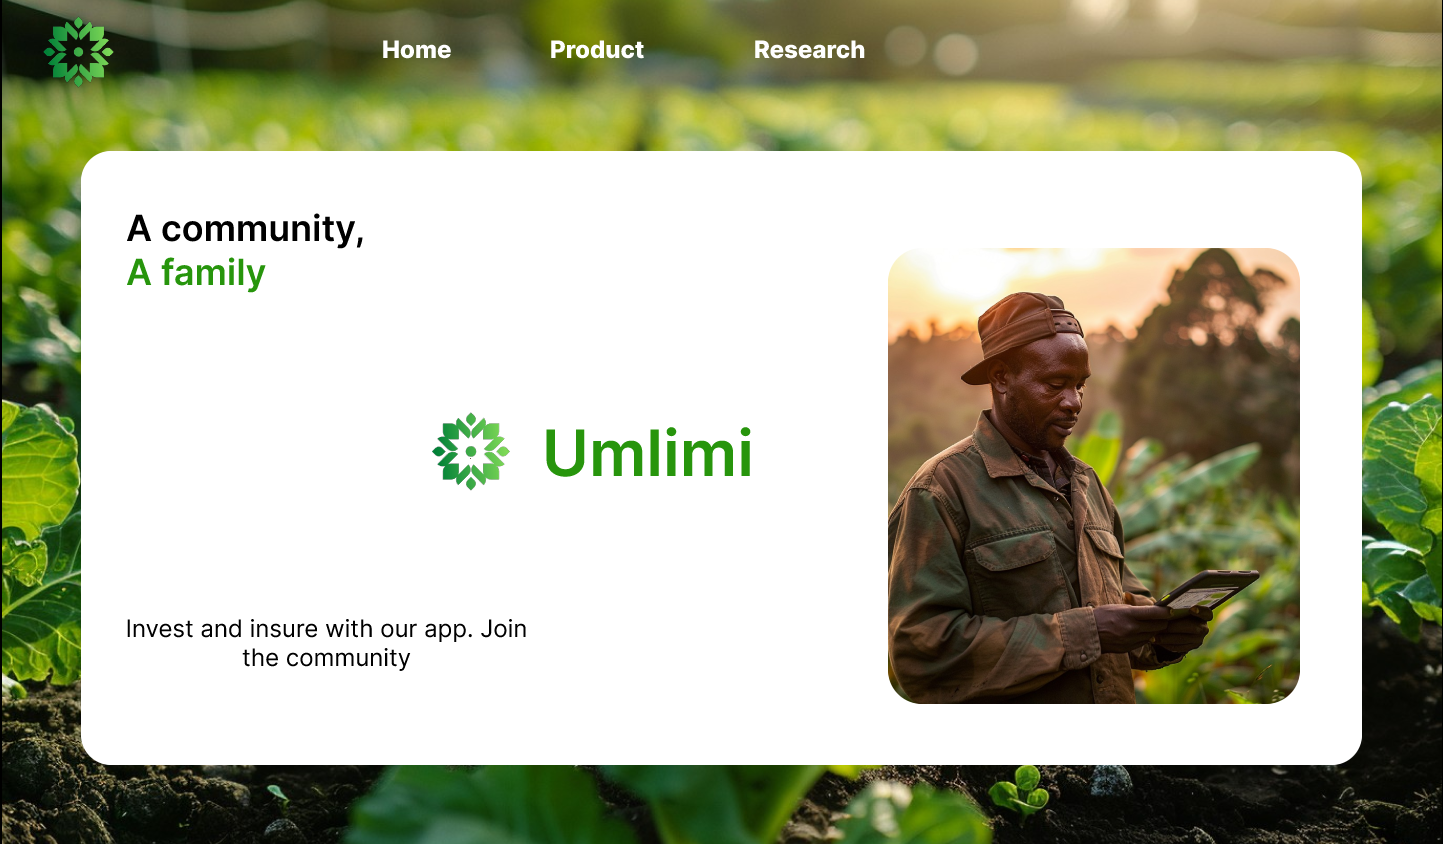 Home Product Research
A community,
A family
Umlimi
Invest and insure with our app. Join
the community